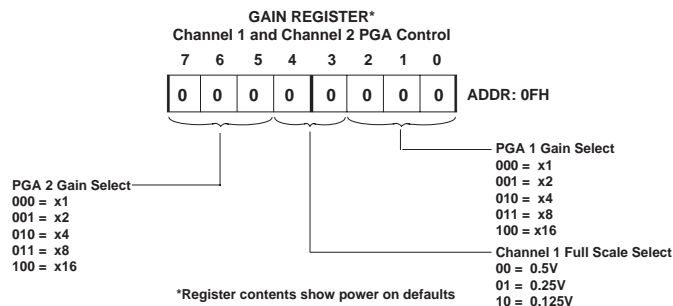 GAIN REGISTER*
Channel 1 and Channel 2 PGA Control
7 6 5 4 3 2 1 0
0 0 0 0 0 0 0 0 ADDR: 0FH
PGA 2 Gain Select
000 = x1
001 = x2
010 = x4
011 = x8
100 = x16
PGA 1 Gain Select
000 = x1
001 = x2
010 = x4
011 = x8
100 = x16
Channel 1 Full Scale Select
00 = 0.5V
01 = 0.25V
10 = 0.125V
*Register contents show power on defaults